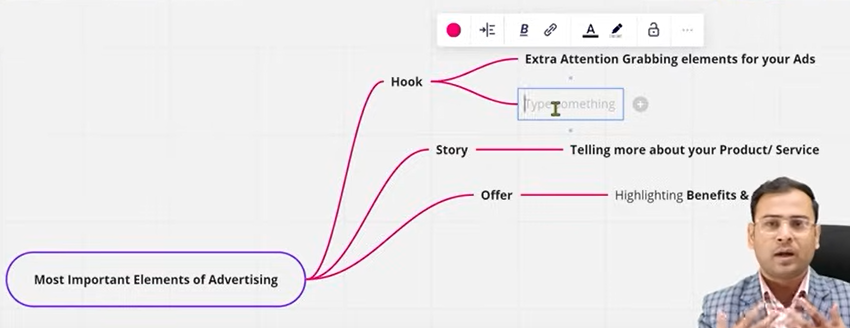 B A
Hook
Extra Attention Grabbing elements for your Ads
Type something
Story
Telling more about your Product/ Service
Offer
Highlighting Benefits &
Most Important Elements of Advertising